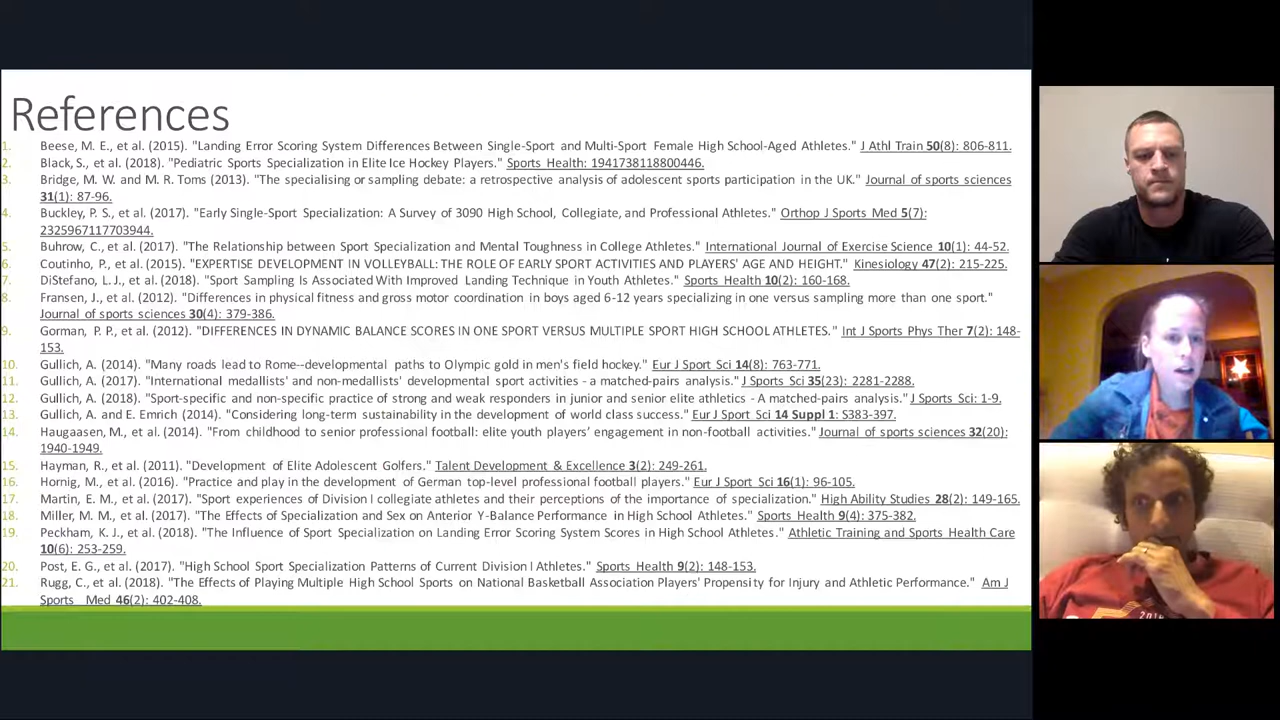 References
1. Beese, M. E., et al. (2015). "Landing Error Scoring System Differences Between Single-Sport and Multi-Sport Female High School-Aged Athletes." J Athl Train 50(8): 806-811.
2. Black, S., et al. (2018). "Pediatric Sports Specialization in Elite Ice Hockey Players." Sports Health: 1941738118800446.
3. Bridge, M. W. and M. R. Toms (2013). "The specialising or sampling debate: a retrospective analysis of adolescent sports participation in the UK." Journal of sports sciences
31(1): 87-96.
4. Buckley, P. S., et al. (2017). "Early Single-Sport Specialization: A Survey of 3090 High School, Collegiate, and Professional Athletes." Orthop J Sports Med 5(7):
2325967117703944.
5. Buhrow, C., et al. (2017). "The Relationship between Sport Specialization and Mental Toughness in College Athletes." International Journal of Exercise Science 10(1): 44-52.
6. Coutinho, P., et al. (2015). "EXPERTISE DEVELOPMENT IN VOLLEYBALL: THE ROLE OF EARLY SPORT ACTIVITIES AND PLAYERS' AGE AND HEIGHT." Kinesiology 47(2): 215-225.
7. DiStefano, L. J., et al. (2018). "Sport Sampling Is Associated With Improved Landing Technique in Youth Athletes." Sports Health 10(2): 160-168.
8. Fransen, J., et al. (2012). "Differences in physical fitness and gross motor coordination in boys aged 6-12 years specializing in one versus sampling more than one sport."
Journal of sports sciences 30(4): 379-386.
9. Gorman, P. P., et al. (2012). "DIFFERENCES IN DYNAMIC BALANCE SCORES IN ONE SPORT VERSUS MULTIPLE SPORT HIGH SCHOOL ATHLETES." Int J Sports Phys Ther 7(2): 148-
153.
10. Gullich, A. (2014). "Many roads lead to Rome--developmental paths to Olympic gold in men's field hockey." Eur J Sport Sci 14(8): 763-771.
11. Gullich, A. (2017). "International medallists' and non-medallists' developmental sport activities - a matched-pairs analysis." J Sports Sci 35(23): 2281-2288.
12. Gullich, A. (2018). "Sport-specific and non-specific practice of strong and weak responders in junior and senior elite athletics - A matched-pairs analysis." J Sports Sci: 1-9.
13. Gullich, A. and E. Emrich (2014). "Considering long-term sustainability in the development of world class success." Eur J Sport Sci 14 Suppl 1: S383-397.
14. Haugaasen, M., et al. (2014). "From childhood to senior professional football: elite youth players' engagement in non-football activities." Journal of sports sciences 32(20):
1940-1949.
15. Hayman, R., et al. (2011). "Development of Elite Adolescent Golfers." Talent Development & Excellence 3(2): 249-261.
16. Hornig, M., et al. (2016). "Practice and play in the development of German top-level professional football players." Eur J Sport Sci 16(1): 96-105.
17. Martin, E. M., et al. (2017). "Sport experiences of Division I collegiate athletes and their perceptions of the importance of specialization." High Ability Studies 28(2): 149-165.
18. Miller, M. M., et al. (2017). "The Effects of Specialization and Sex on Anterior Y-Balance Performance in High School Athletes." Sports Health 9(4): 375-382.
19. Peckham, K. J., et al. (2018). "The Influence of Sport Specialization on Landing Error Scoring System Scores in High School Athletes." Athletic Training and Sports Health Care
10(6): 253-259.
20. Post, E. G., et al. (2017). "High School Sport Specialization Patterns of Current Division I Athletes." Sports Health 9(2): 148-153.
21. Rugg, C., et al. (2018). "The Effects of Playing Multiple High School Sports on National Basketball Association Players' Propensity for Injury and Athletic Performance." Am J
Sports Med 46(2): 402-408.